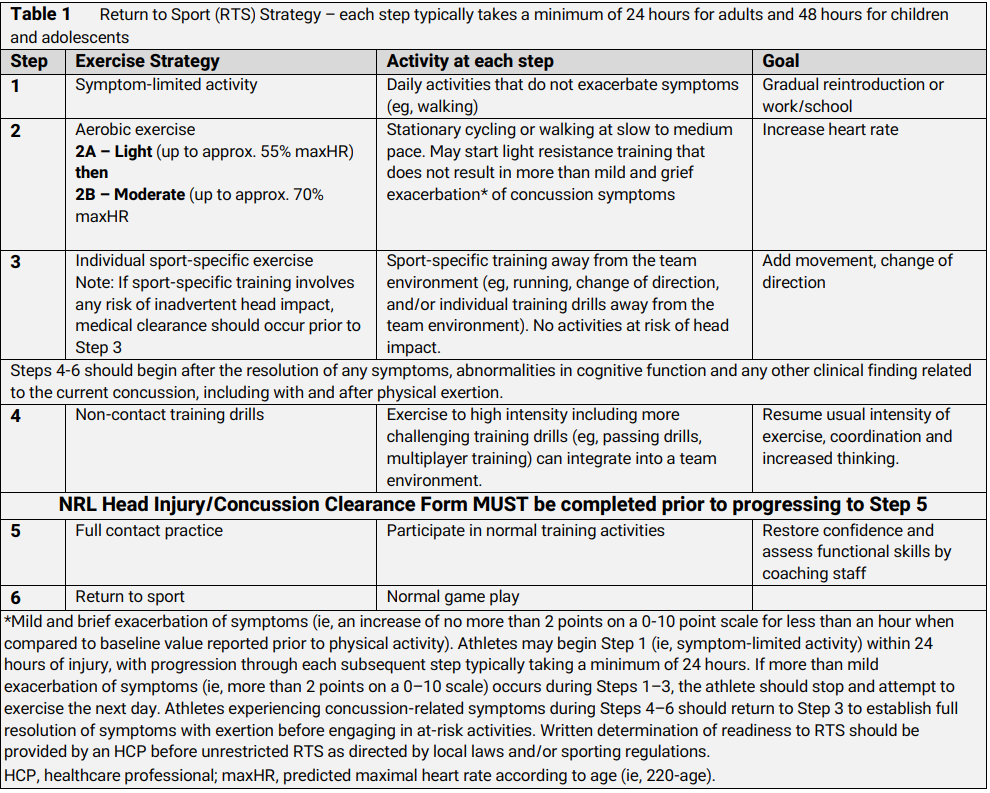 Table 1 Return to Sport (RTS) Strategy – each step typically takes a minimum of 24 hours for adults and 48 hours for children
and adolescents
Step Exercise Strategy Activity at each step Goal
1 Symptom-limited activity Daily activities that do not exacerbate symptoms
(eg, walking)
Gradual reintroduction or
work/school
2 Aerobic exercise
2A – Light (up to approx. 55% maxHR)
then
2B – Moderate (up to approx. 70%
maxHR
Stationary cycling or walking at slow to medium
pace. May start light resistance training that
does not result in more than mild and grief
exacerbation* of concussion symptoms
Increase heart rate
3 Individual sport-specific exercise
Note: If sport-specific training involves
any risk of inadvertent head impact,
medical clearance should occur prior to
Step 3
Sport-specific training away from the team
environment (eg, running, change of direction,
and/or individual training drills away from the
team environment). No activities at risk of head
impact.
Add movement, change of
direction
Steps 4-6 should begin after the resolution of any symptoms, abnormalities in cognitive function and any other clinical finding related
to the current concussion, including with and after physical exertion.
4 Non-contact training drills
Exercise to high intensity including more
challenging training drills (eg, passing drills,
multiplayer training) can integrate into a team
environment.
Resume usual intensity of
exercise, coordination and
increased thinking.
NRL Head Injury/Concussion Clearance Form MUST be completed prior to progressing to Step 5
5 Full contact practice Participate in normal training activities
Restore confidence and
assess functional skills by
coaching staff
6 Return to sport Normal game play
*Mild and brief exacerbation of symptoms (ie, an increase of no more than 2 points on a 0-10 point scale for less than an hour when
compared to baseline value reported prior to physical activity). Athletes may begin Step 1 (ie, symptom-limited activity) within 24
hours of injury, with progression through each subsequent step typically taking a minimum of 24 hours. If more than mild
exacerbation of symptoms (ie, more than 2 points on a 0–10 scale) occurs during Steps 1–3, the athlete should stop and attempt to
exercise the next day. Athletes experiencing concussion-related symptoms during Steps 4–6 should return to Step 3 to establish full
resolution of symptoms with exertion before engaging in at-risk activities. Written determination of readiness to RTS should be
provided by an HCP before unrestricted RTS as directed by local laws and/or sporting regulations.
HCP, healthcare professional; maxHR, predicted maximal heart rate according to age (ie, 220-age).